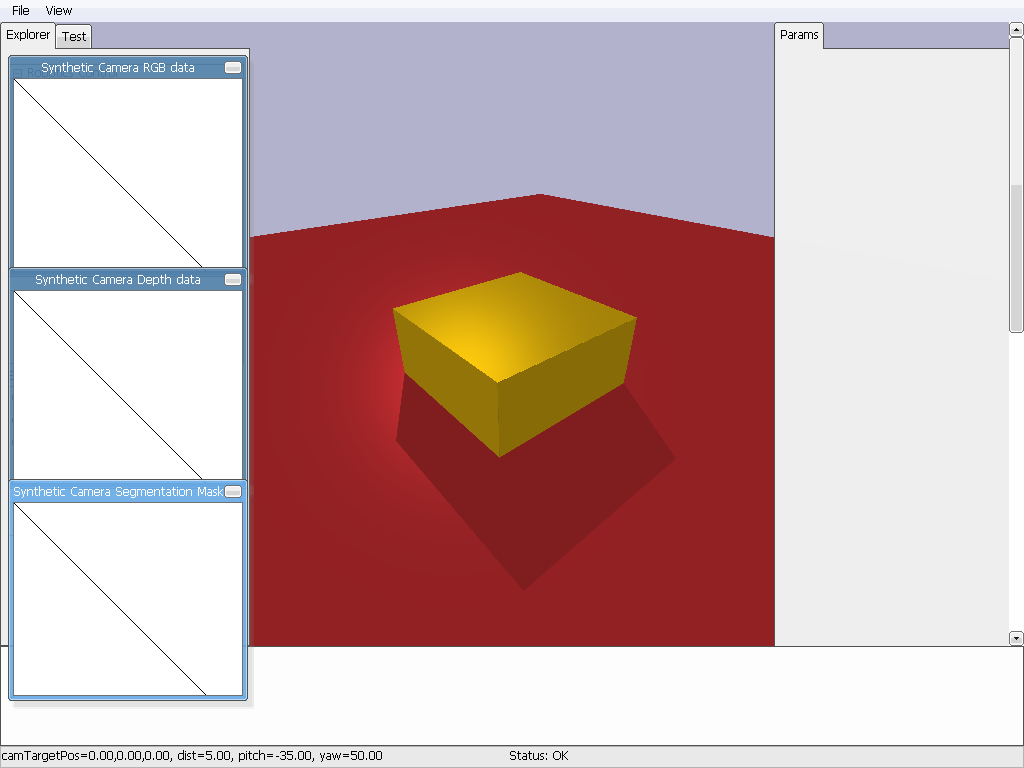 File View
Explorer Test Params
Synthetic Camera RGB data
Synthetic Camera Depth data
Synthetic Camera Segmentation Mask
camTargetPos=0.00,0.00,0.00, dist=5.00, pitch=-35.00, yaw=50.00 Status: OK